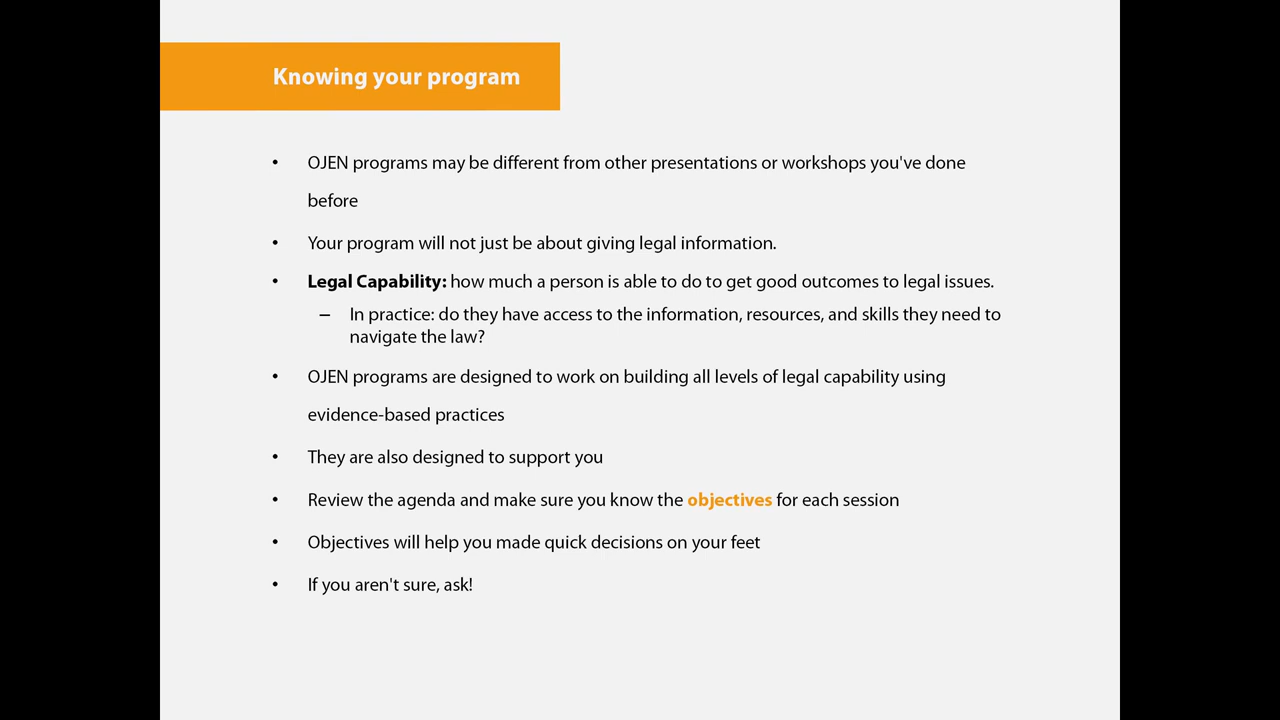 Knowing your program
• OJEN programs may be different from other presentations or workshops you've done
before
• Your program will not just be about giving legal information.
• Legal Capability: how much a person is able to do to get good outcomes to legal issues.
– In practice: do they have access to the information, resources, and skills they need to
navigate the law?
• OJEN programs are designed to work on building all levels of legal capability using
evidence-based practices
• They are also designed to support you
• Review the agenda and make sure you know the objectives for each session
• Objectives will help you made quick decisions on your feet
• If you aren't sure, ask!